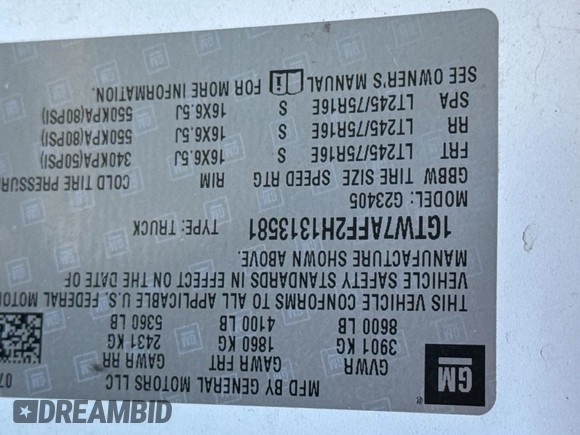 GM
MFD BY GENERAL MOTORS LLC
07
GVWR GAWR FRT GAWR RR
3901 KG 1860 KG 2431 KG
8600 LB 4100 LB 5360 LB
THIS VEHICLE CONFORMS TO ALL APPLICABLE U.S. FEDERAL MOTOR
VEHICLE SAFETY STANDARDS IN EFFECT ON THE DATE OF
MANUFACTURE SHOWN ABOVE.
1GTW7AFF2H1313581 TYPE: TRUCK
MODEL: G23405
GBBW TIRE SIZE SPEED RTG RIM COLD TIRE PRESSUR
FRT LT245/75R16E S 16X6.5J 340KPA(50PSI)
RR LT245/75R16E S 16X6.5J 550KPA(80PSI)
SPA LT245/75R16E S 16X6.5J 550KPA(80PSI)
SEE OWNER'S MANUAL FOR MORE INFORMATION.
DREAMBID